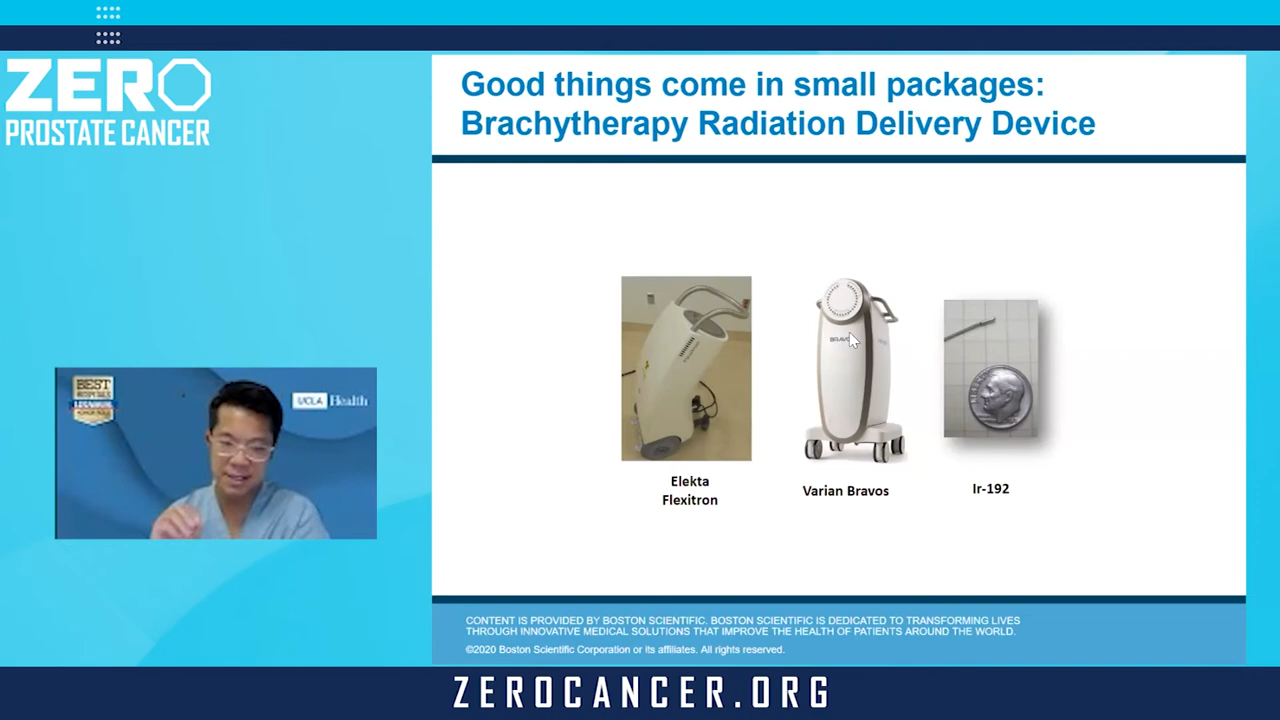 ZERO
PROSTATE CANCER
Good things come in small packages:
Brachytherapy Radiation Delivery Device
BEST
HOSPITALS
UCLA Health
BRAVO
Elekta
Flexitron
Varian Bravos
Ir-192
CONTENT IS PROVIDED BY BOSTON SCIENTIFIC. BOSTON SCIENTIFIC IS DEDICATED TO TRANSFORMING LIVES
THROUGH INNOVATIVE MEDICAL SOLUTIONS THAT IMPROVE THE HEALTH OF PATIENTS AROUND THE WORLD.
©2020 Boston Scientific Corporation or its affiliates. All rights reserved.
ZEROCANCER.ORG